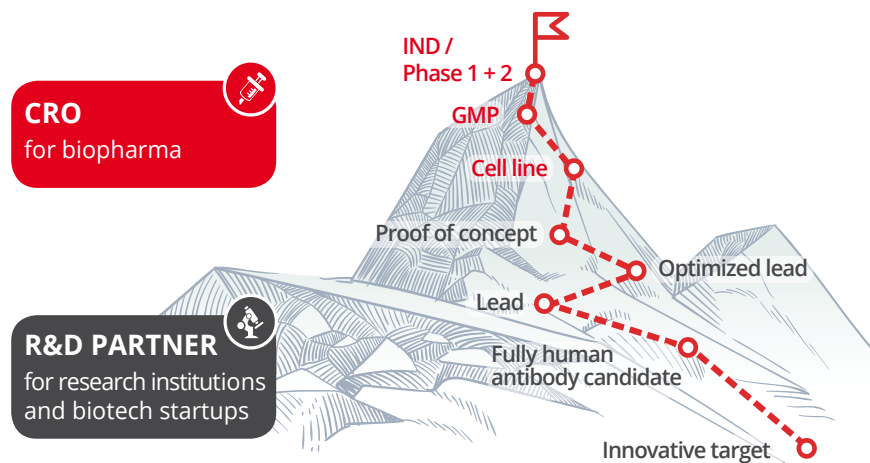 IND /
Phase 1 + 2
CRO
for biopharma
GMP
Cell line
Proof of concept
Optimized lead
Lead
R&D PARTNER
for research institutions
and biotech startups
Fully human
antibody candidate
Innovative target